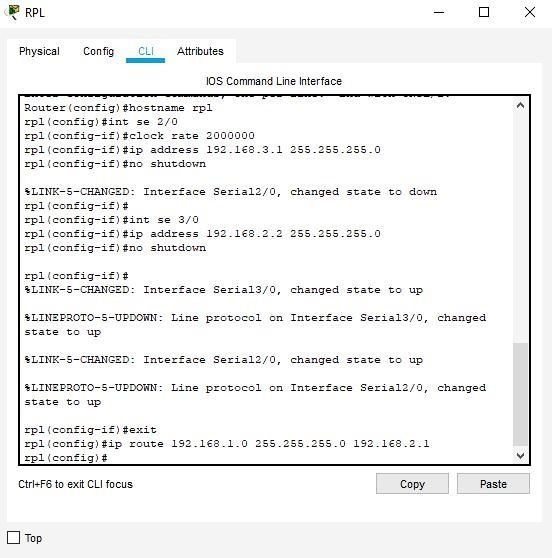 RPL
Physical Config CLI Attributes
IOS Command Line Interface
Router(config)#hostname rpl
rpl(config)#int se 2/0
rpl(config-if)#clock rate 2000000
rpl(config-if)#ip address 192.168.3.1 255.255.255.0
rpl(config-if)#no shutdown
%LINK-5-CHANGED: Interface Serial2/0, changed state to down
rpl(config-if)#
rpl(config-if)#int se 3/0
rpl(config-if)#ip address 192.168.2.2 255.255.255.0
rpl(config-if)#no shutdown
rpl(config-if)#
%LINK-5-CHANGED: Interface Serial3/0, changed state to up
%LINEPROTO-5-UPDOWN: Line protocol on Interface Serial3/0, changed
state to up
%LINK-5-CHANGED: Interface Serial2/0, changed state to up
%LINEPROTO-5-UPDOWN: Line protocol on Interface Serial2/0, changed
state to up
rpl(config-if)#exit
rpl(config)#ip route 192.168.1.0 255.255.255.0 192.168.2.1
rpl(config)#
Ctrl+F6 to exit CLI focus Copy Paste
Top